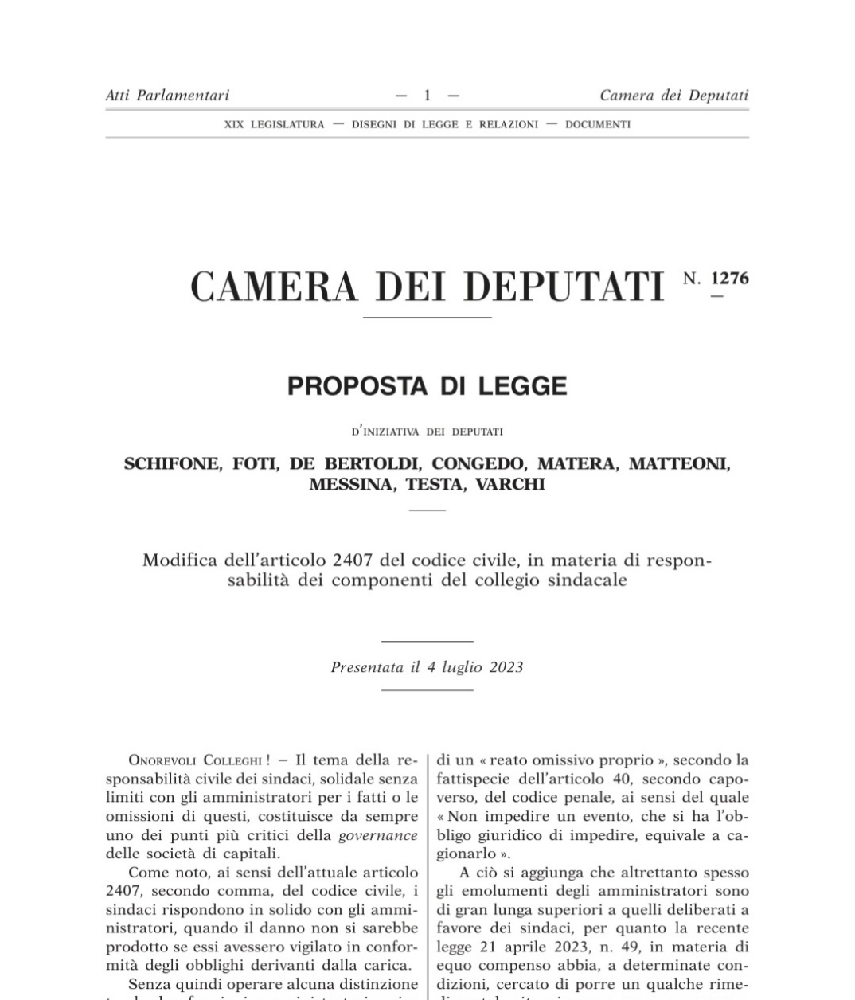 Atti Parlamentari — 1 — Camera dei Deputati
XIX LEGISLATURA — DISEGNI DI LEGGE E RELAZIONI — DOCUMENTI
CAMERA DEI DEPUTATI N. 1276
PROPOSTA DI LEGGE
D'INIZIATIVA DEI DEPUTATI
SCHIFONE, FOTI, DE BERTOLDI, CONGEDO, MATERA, MATTEONI,
MESSINA, TESTA, VARCHI
Modifica dell'articolo 2407 del codice civile, in materia di respon-
sabilità dei componenti del collegio sindacale
Presentata il 4 luglio 2023
ONOREVOLI COLLEGHI ! – Il tema della re-
sponsabilità civile dei sindaci, solidale senza
limiti con gli amministratori per i fatti o le
omissioni di questi, costituisce da sempre
uno dei punti più critici della governance
delle società di capitali.
Come noto, ai sensi dell'attuale articolo
2407, secondo comma, del codice civile, i
sindaci rispondono in solido con gli ammi-
nistratori, quando il danno non si sarebbe
prodotto se essi avessero vigilato in confor-
mità degli obblighi derivanti dalla carica.
Senza quindi operare alcuna distinzione
di un « reato omissivo proprio », secondo la
fattispecie dell'articolo 40, secondo capo-
verso, del codice penale, ai sensi del quale
« Non impedire un evento, che si ha l'ob-
bligo giuridico di impedire, equivale a ca-
gionarlo ».
A ciò si aggiunga che altrettanto spesso
gli emolumenti degli amministratori sono
di gran lunga superiori a quelli deliberati a
favore dei sindaci, per quanto la recente
legge 21 aprile 2023, n. 49, in materia di
equo compenso abbia, a determinate con-
dizioni, cercato di porre un qualche rime-